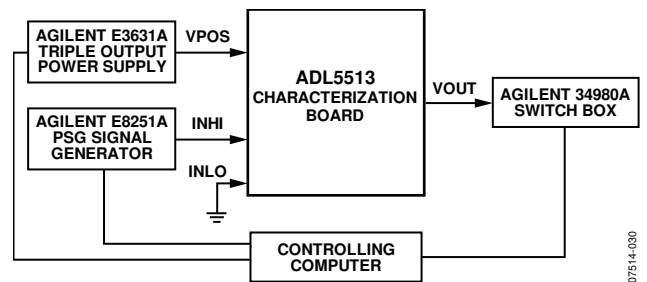 AGILENT E3631A
TRIPLE OUTPUT
POWER SUPPLY
VPOS
ADL5513
CHARACTERIZATION
BOARD
VOUT
AGILENT 34980A
SWITCH BOX
AGILENT E8251A
PSG SIGNAL
GENERATOR
INHI
INLO
CONTROLLING
COMPUTER
07514-030